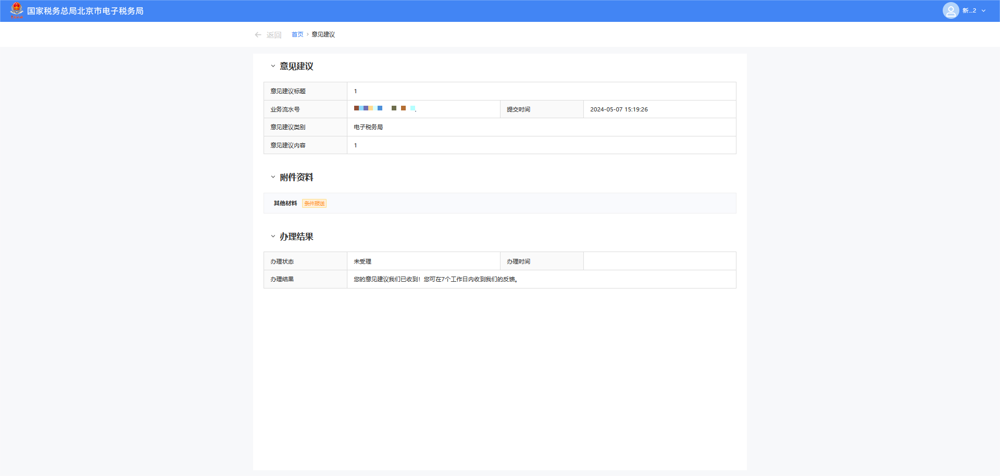 国家税务总局北京市电子税务局
新...2
返回 首页 › 意见建议
意见建议
意见建议标题 1
业务流水号 提交时间 2024-05-07 15:19:26
意见建议类别 电子税务局
意见建议内容 1
附件资料
其他材料 条件报送
办理结果
办理状态 未受理 办理时间
办理结果 您的意见建议我们已收到！您可在7个工作日内收到我们的反馈。